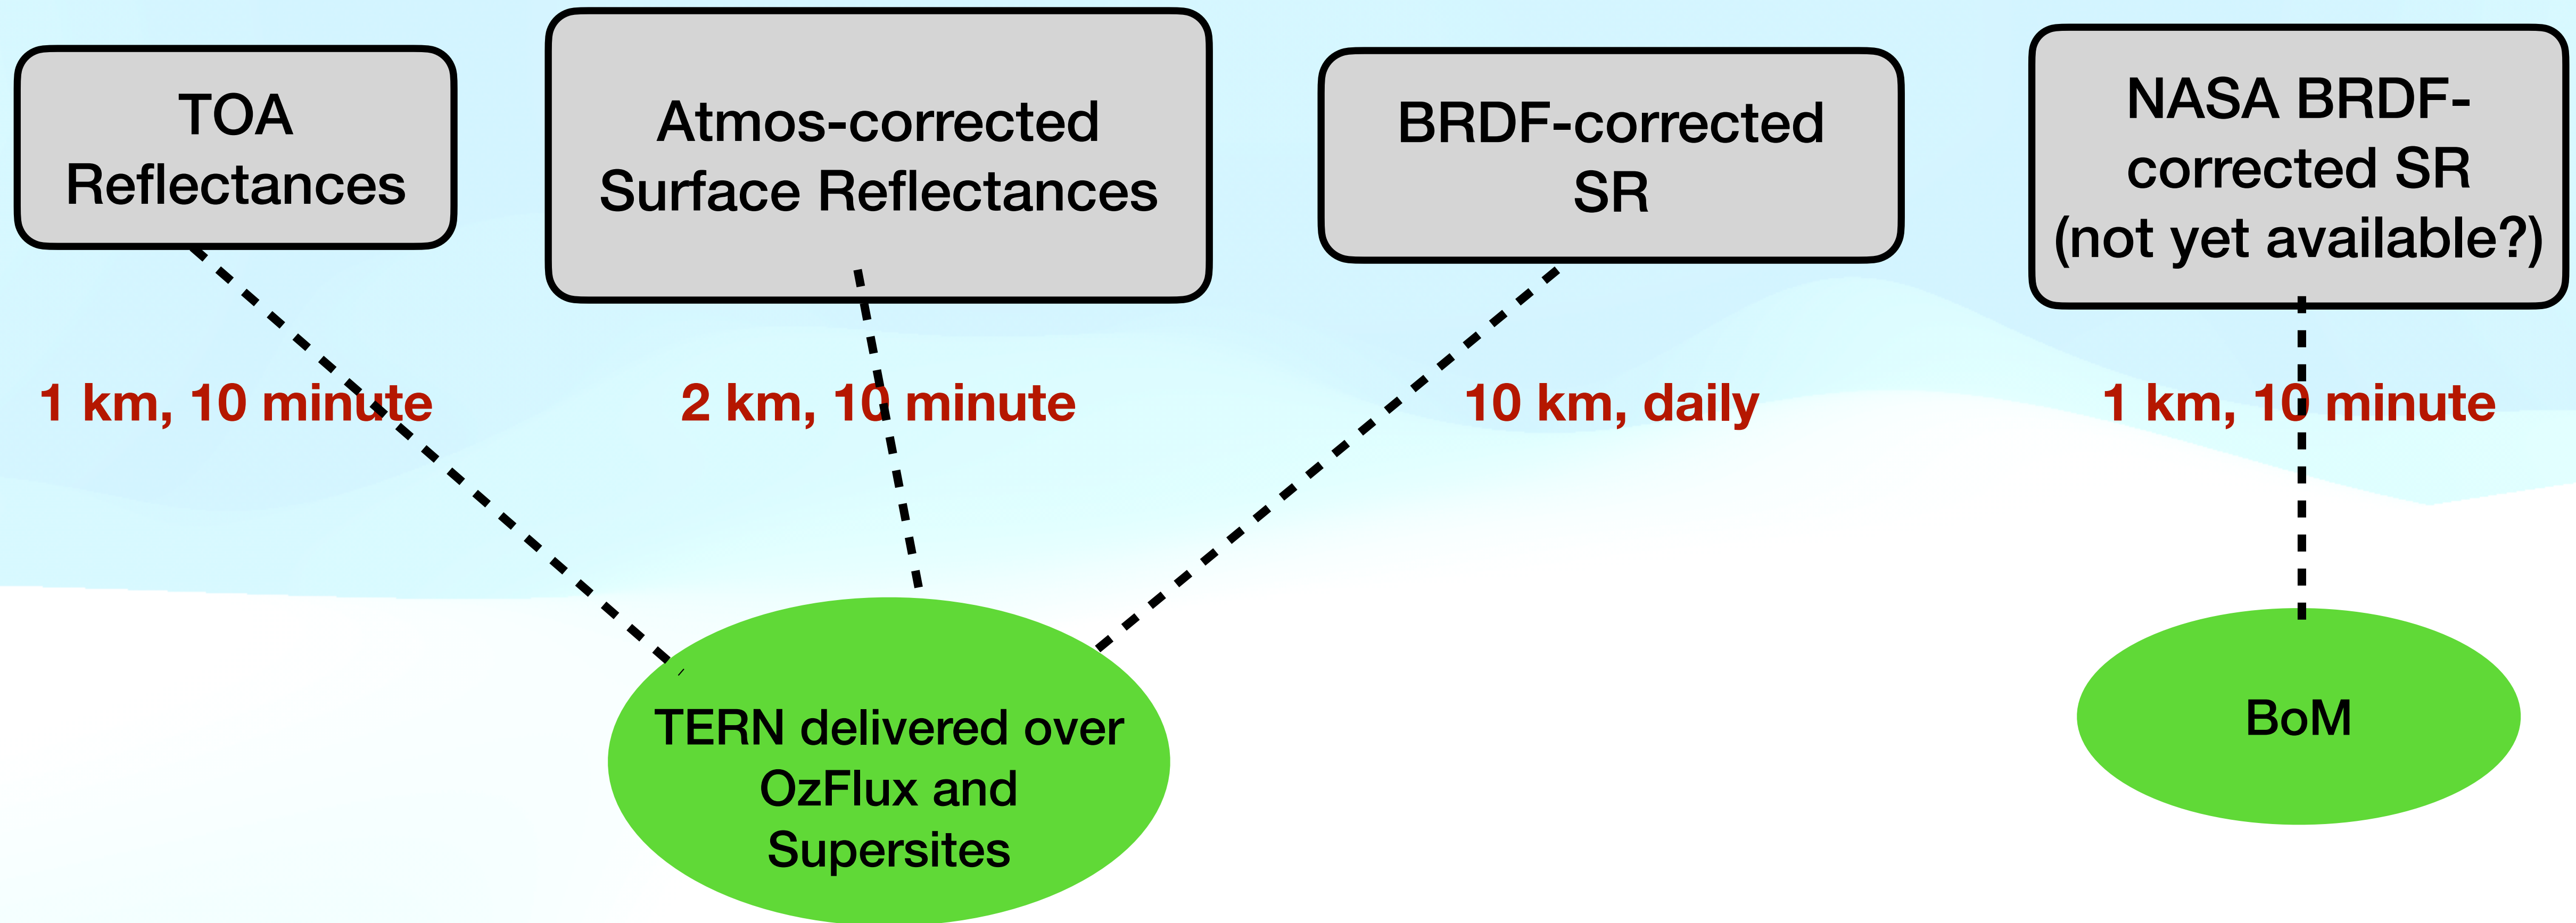 TOA
Reflectances
Atmos-corrected
Surface Reflectances
BRDF-corrected
SR
NASA BRDF-
corrected SR
(not yet available?)
1 km, 10 minute
2 km, 10 minute
10 km, daily
1 km, 10 minute
TERN delivered over
OzFlux and
Supersites
BoM